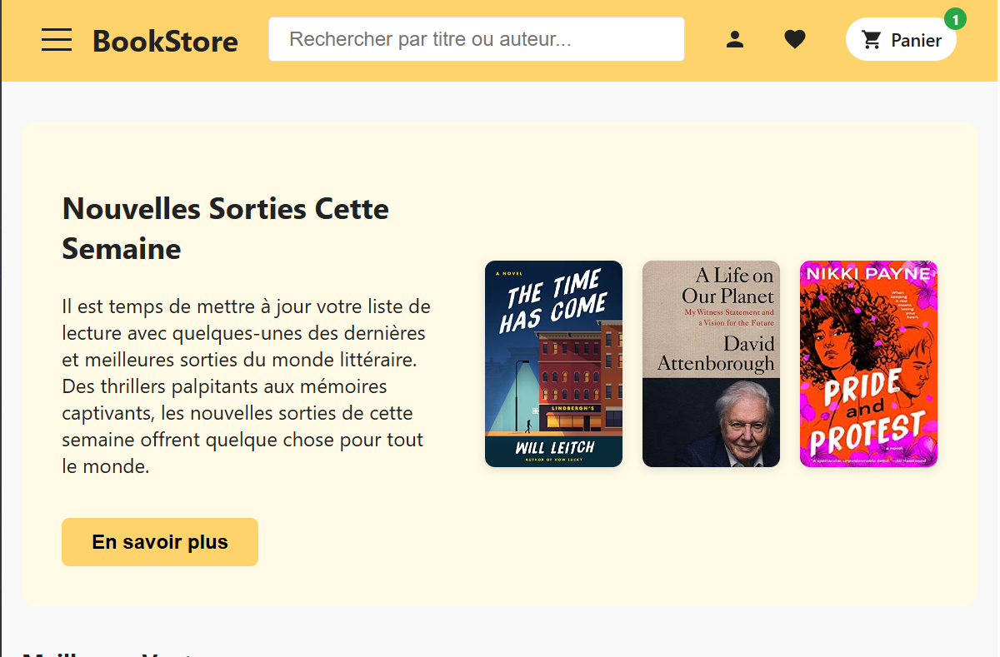 BookStore
Rechercher par titre ou auteur...
Panier
1
Nouvelles Sorties Cette
Semaine
Il est temps de mettre à jour votre liste de
lecture avec quelques-unes des dernières
et meilleures sorties du monde littéraire.
Des thrillers palpitants aux mémoires
captivants, les nouvelles sorties de cette
semaine offrent quelque chose pour tout
le monde.
En savoir plus
A NOVEL
THE TIME
HAS COME
LINDBERGH'S
WILL LEITCH
AUTHOR OF HOW LUCKY
A Life on
Our Planet
My Witness Statement and
a Vision for the Future
David
Attenborough
NIKKI PAYNE
When
keeping
it real
means
losing
your
heart.
PRIDE
and
PROTEST
a novel
"A spectacular, unputdownable debut." —Ali Hazelwood